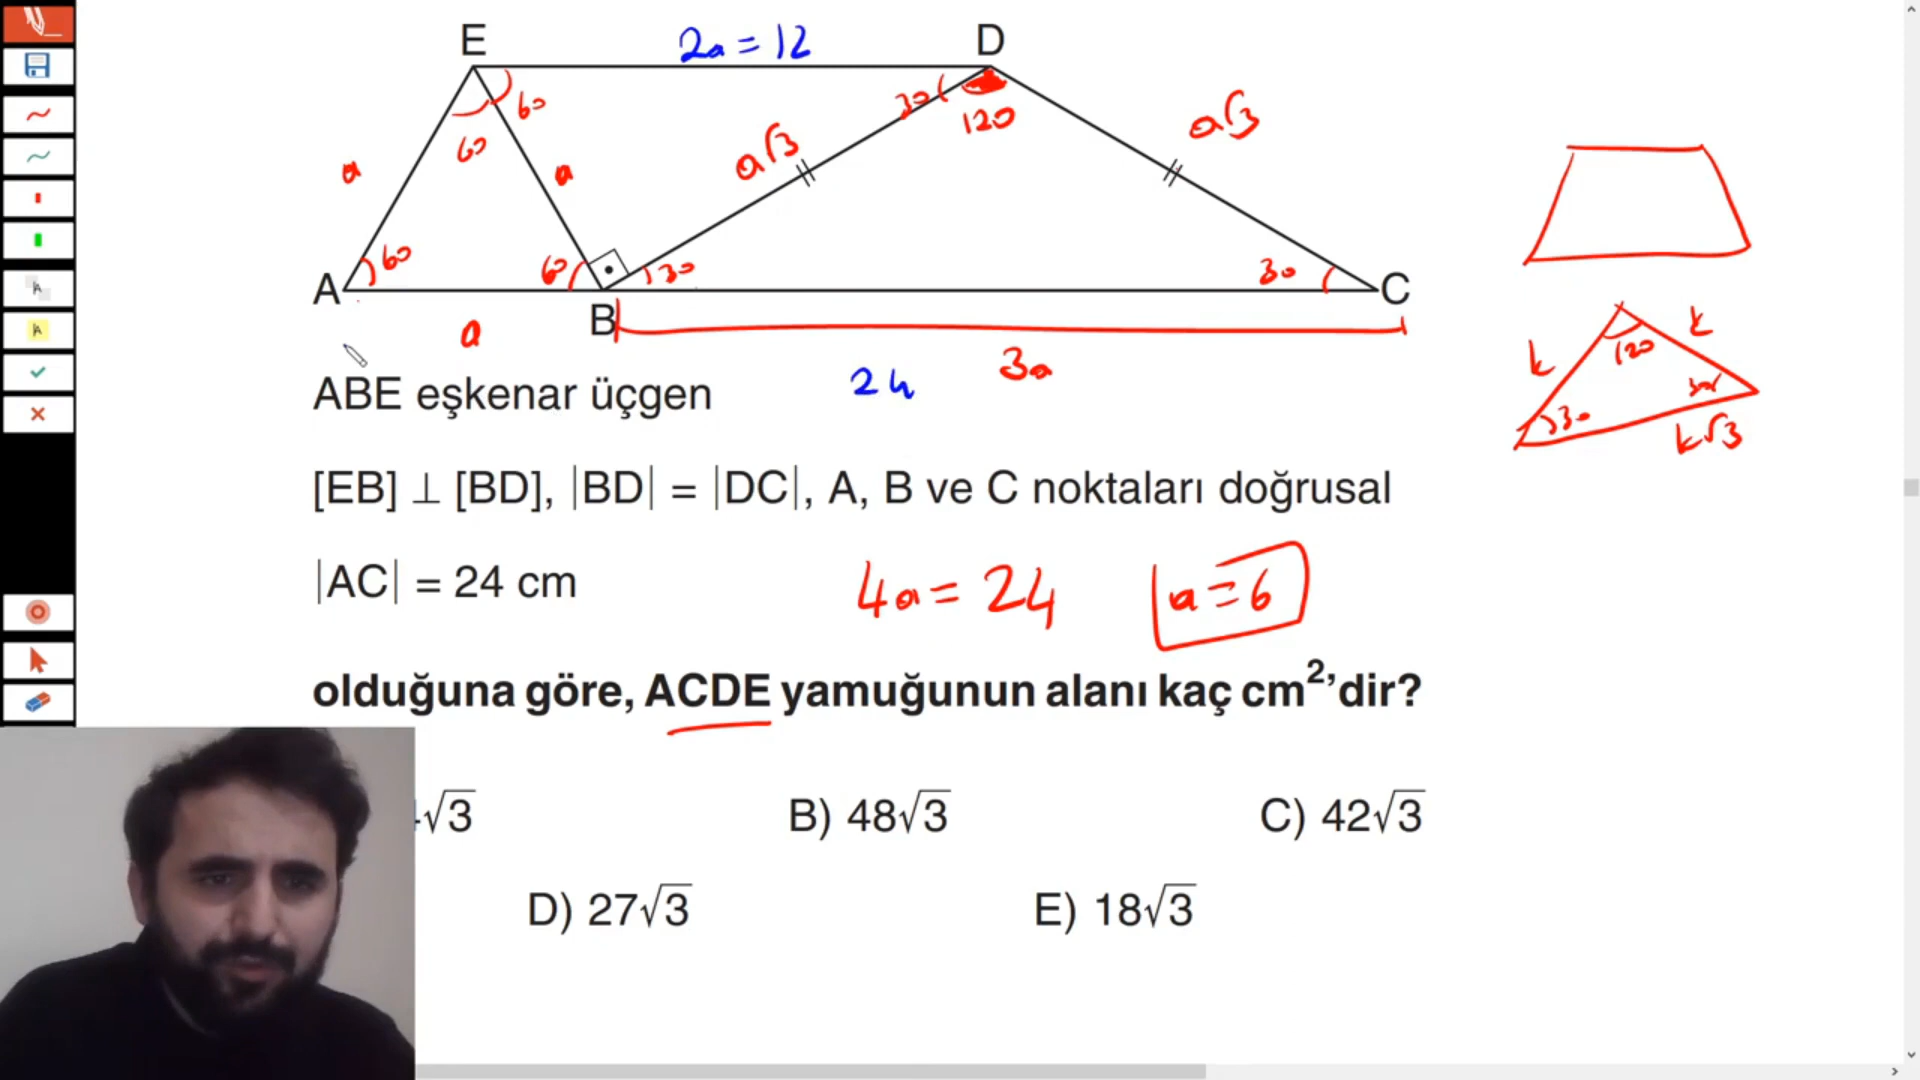 E 2a = 12 D
60 30 120 a√3
60 a√3
a a
A 60 60 30 30 C
a B
3a
24
ABE eşkenar üçgen
[EB] ⊥ [BD], |BD| = |DC|, A, B ve C noktaları doğrusal
|AC| = 24 cm
4a = 24 a = 6
olduğuna göre, ACDE yamuğunun alanı kaç cm²'dir?
√3 B) 48√3 C) 42√3
D) 27√3 E) 18√3
k 120 k
30 30
k√3